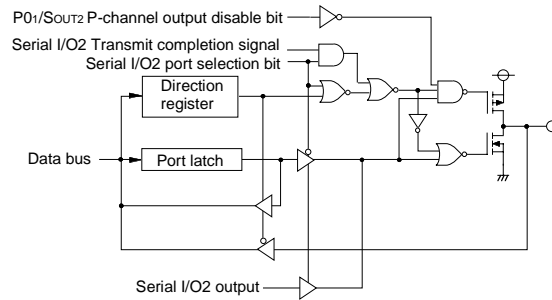 P01/SOUT2 P-channel output disable bit
Serial I/O2 Transmit completion signal
Serial I/O2 port selection bit
Direction
register
Data bus
Port latch
Serial I/O2 output